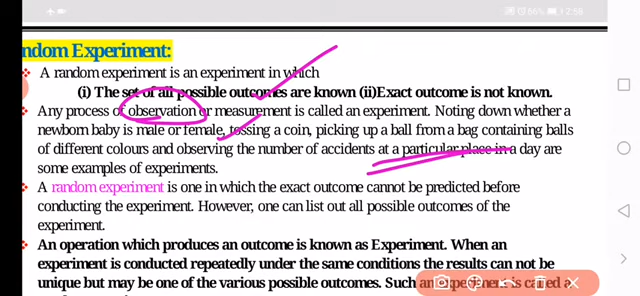 86% 2:58
ndom Experiment:
A random experiment is an experiment in which
(i) The set of all possible outcomes are known (ii)Exact outcome is not known.
Any process of observation or measurement is called an experiment. Noting down whether a
newborn baby is male or female, tossing a coin, picking up a ball from a bag containing balls
of different colours and observing the number of accidents at a particular place in a day are
some examples of experiments.
A random experiment is one in which the exact outcome cannot be predicted before
conducting the experiment. However, one can list out all possible outcomes of the
experiment.
An operation which produces an outcome is known as Experiment. When an
experiment is conducted repeatedly under the same conditions the results can not be
unique but may be one of the various possible outcomes. Such an experiment is called a